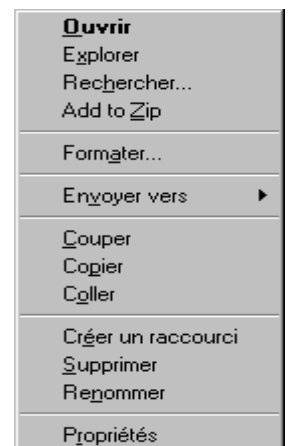 Ouvrir
Explorer
Rechercher...
Add to Zip
Formater...
Envoyer vers
Couper
Copier
Coller
Créer un raccourci
Supprimer
Renommer
Propriétés